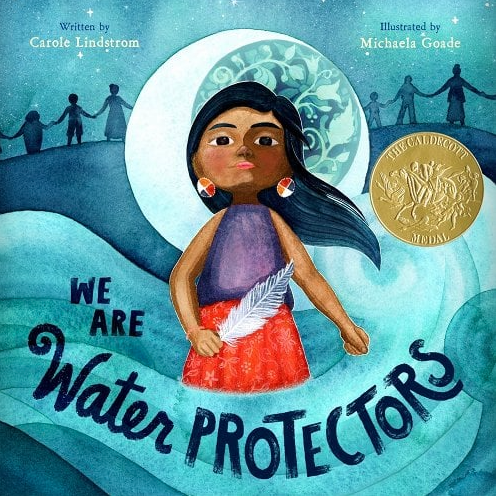 Written by
Carole Lindstrom
Illustrated by
Michaela Goade
THE CALDECOTT
MEDAL
WE
ARE
Water PROTECTORS